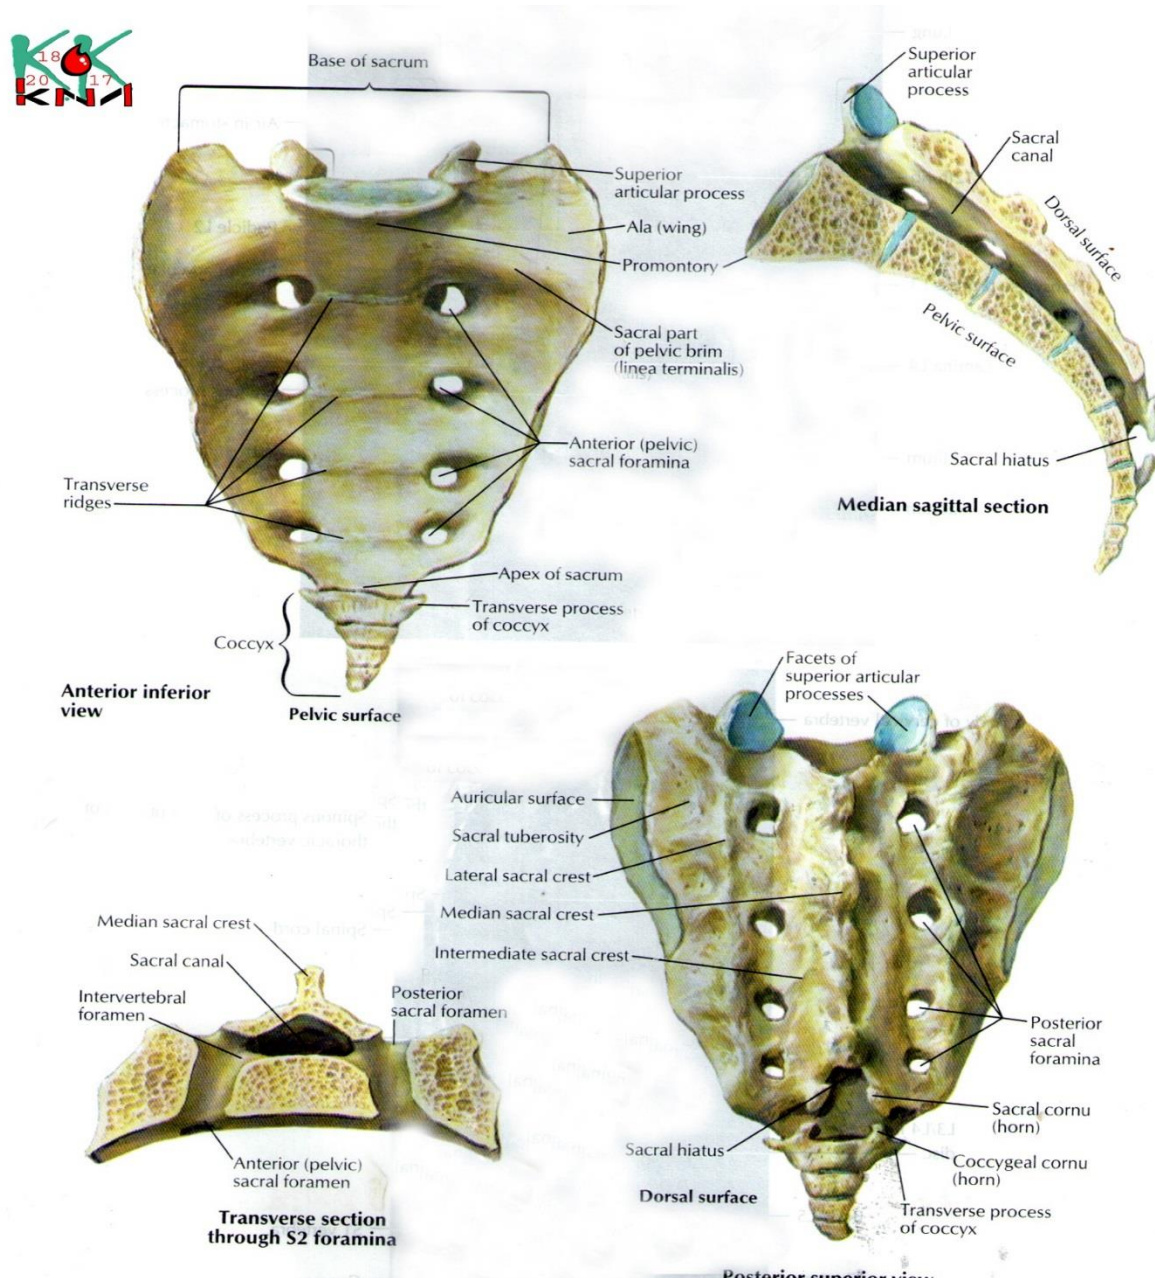 KK
18
20 17
KNA
Base of sacrum
Superior
articular process
Ala (wing)
Promontory
Sacral part
of pelvic brim
(linea terminalis)
Anterior (pelvic)
sacral foramina
Transverse
ridges
Apex of sacrum
Transverse process
of coccyx
Coccyx
Anterior inferior
view
Pelvic surface
Superior
articular
process
Sacral
canal
Dorsal surface
Pelvic surface
Sacral hiatus
Median sagittal section
Facets of
superior articular
processes
Auricular surface
Sacral tuberosity
Lateral sacral crest
Median sacral crest
Intermediate sacral crest
Posterior
sacral
foramina
Sacral cornu
(horn)
Sacral hiatus
Coccygeal cornu
(horn)
Dorsal surface
Transverse process
of coccyx
Posterior superior view
Median sacral crest
Sacral canal
Intervertebral
foramen
Posterior
sacral foramen
Anterior (pelvic)
sacral foramen
Transverse section
through S2 foramina